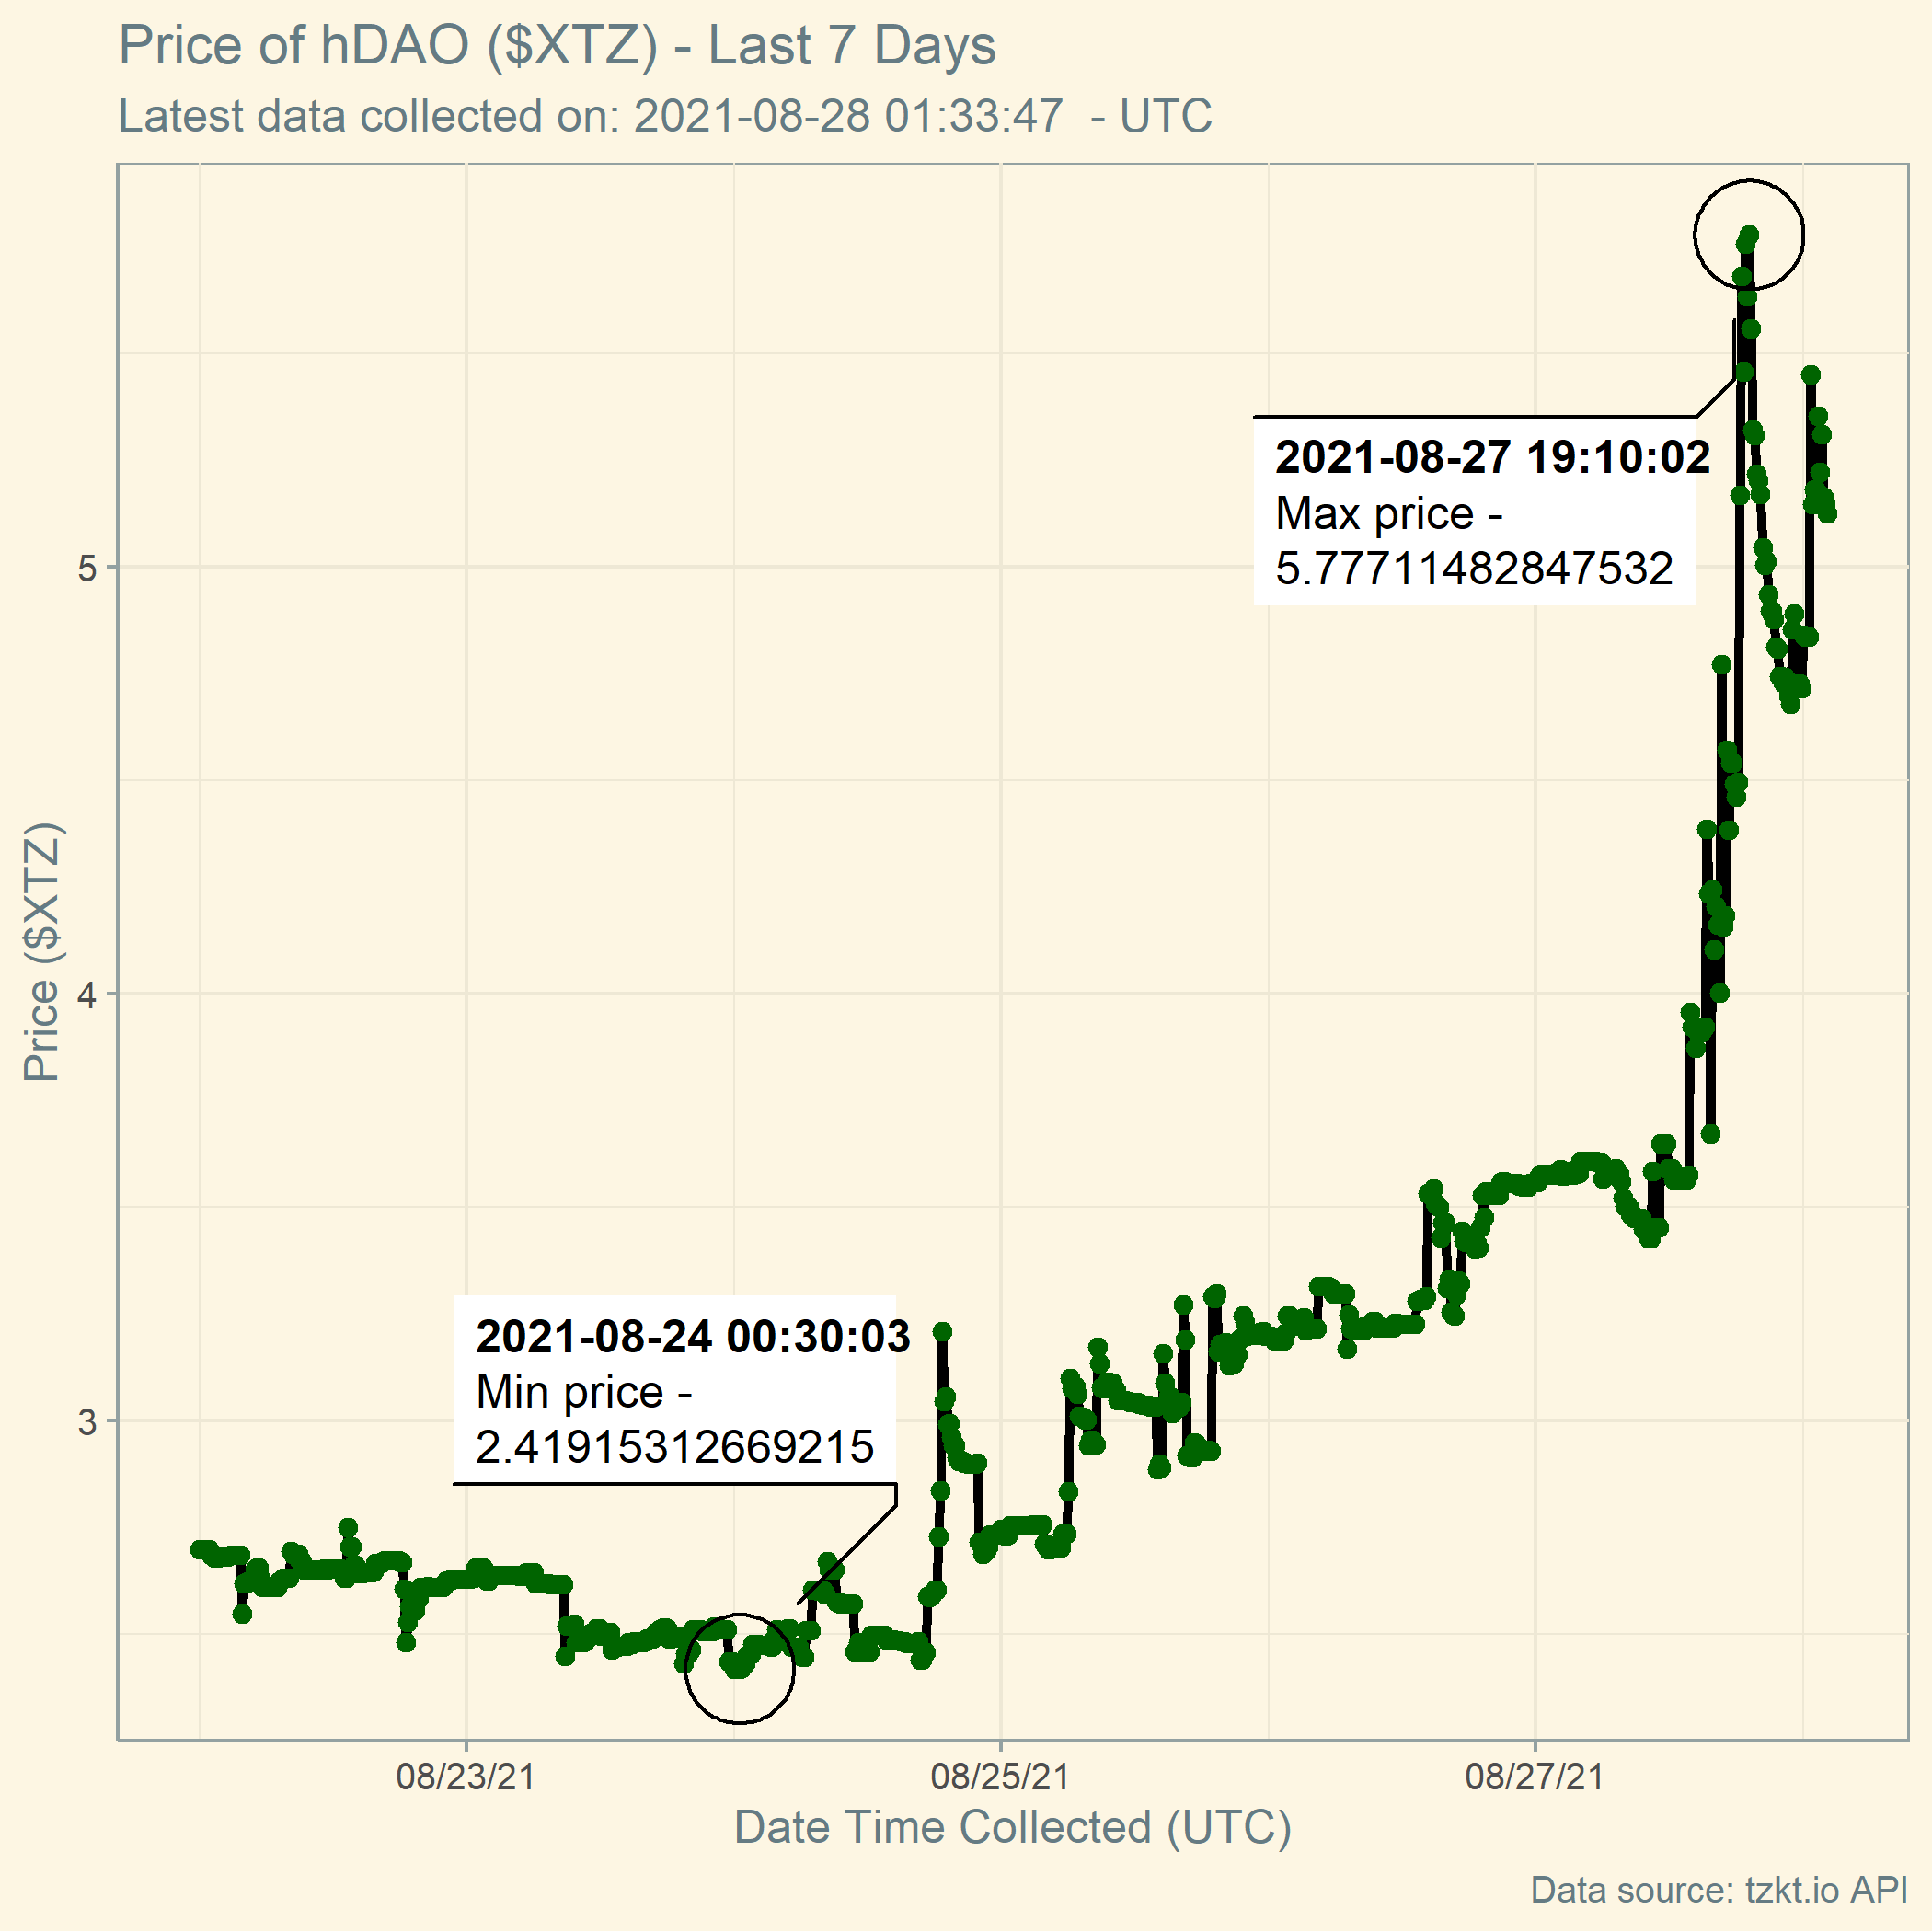 Price of hDAO ($XTZ) - Last 7 Days
Latest data collected on: 2021-08-28 01:33:47  - UTC
2021-08-27 19:10:02
Max price -
5.77711482847532
5
4
3
Price ($XTZ)
2021-08-24 00:30:03
Min price -
2.41915312669215
08/23/21
08/25/21
08/27/21
Date Time Collected (UTC)
Data source: tzkt.io API